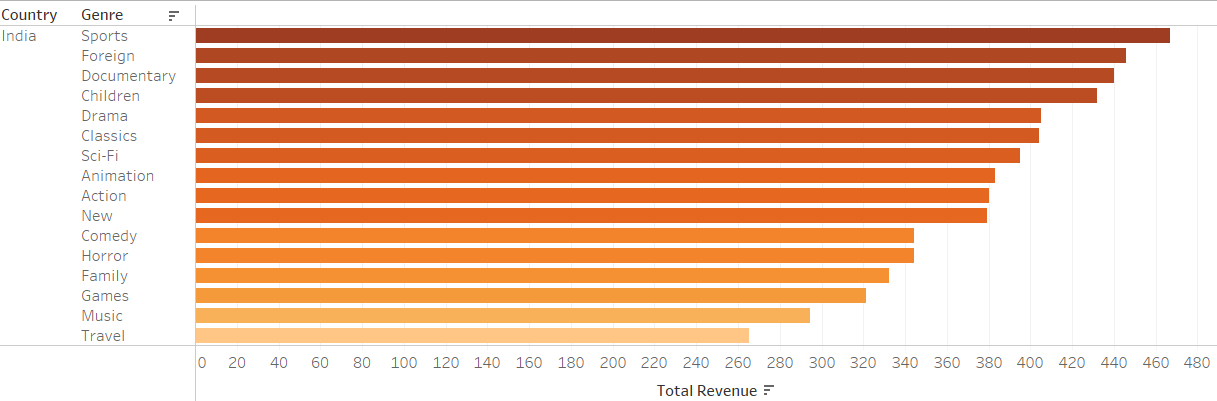 Country Genre
India Sports
Foreign
Documentary
Children
Drama
Classics
Sci-Fi
Animation
Action
New
Comedy
Horror
Family
Games
Music
Travel
0 20 40 60 80 100 120 140 160 180 200 220 240 260 280 300 320 340 360 380 400 420 440 460 480
Total Revenue